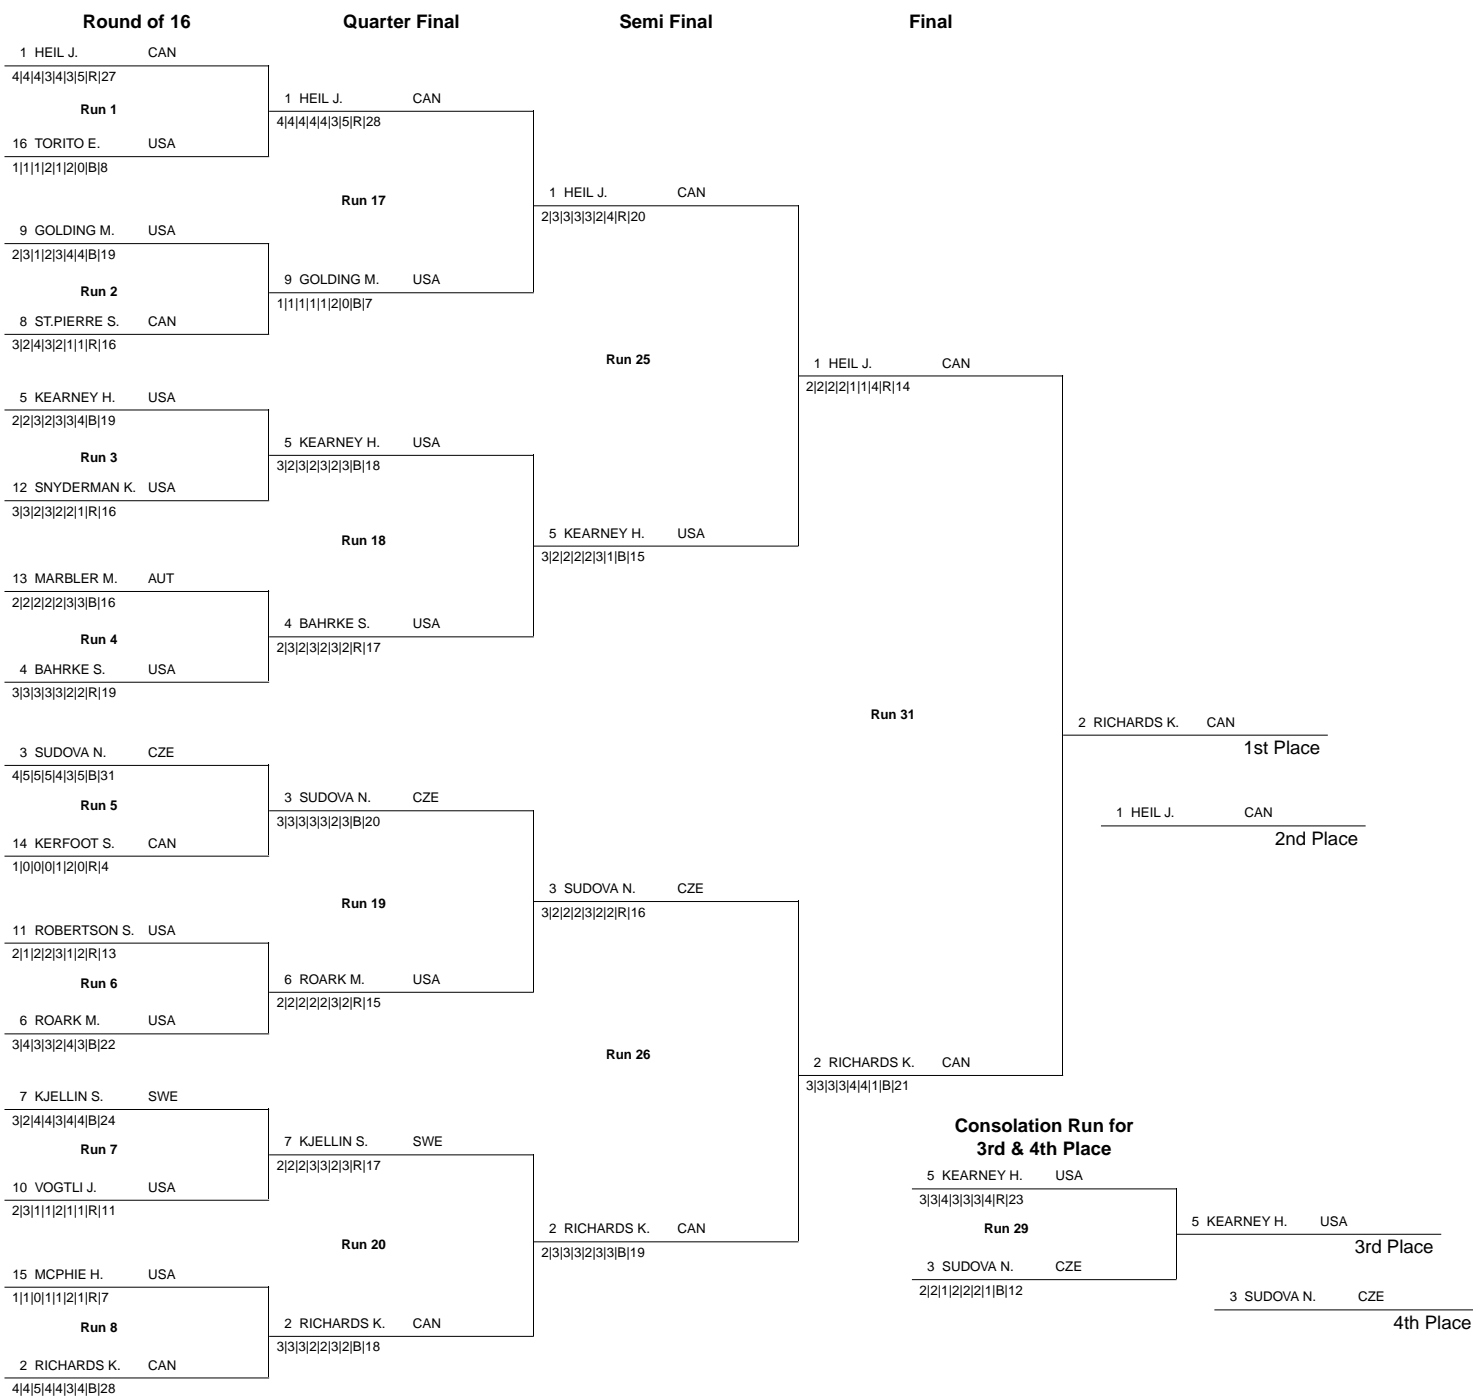 Round of 16
Quarter Final
Semi Final
Final
1 HEIL J. CAN
4|4|4|3|4|3|5|R|27
Run 1
16 TORITO E. USA
1|1|1|2|1|2|0|B|8
9 GOLDING M. USA
2|3|1|2|3|4|4|B|19
Run 2
8 ST.PIERRE S. CAN
3|2|4|3|2|1|1|R|16
5 KEARNEY H. USA
2|2|3|2|3|3|4|B|19
Run 3
12 SNYDERMAN K. USA
3|3|2|3|2|2|1|R|16
13 MARBLER M. AUT
2|2|2|2|2|3|3|B|16
Run 4
4 BAHRKE S. USA
3|3|3|3|3|2|2|R|19
3 SUDOVA N. CZE
4|5|5|5|4|3|5|B|31
Run 5
14 KERFOOT S. CAN
1|0|0|0|1|2|0|R|4
11 ROBERTSON S. USA
2|1|2|2|3|1|2|R|13
Run 6
6 ROARK M. USA
3|4|3|3|2|4|3|B|22
7 KJELLIN S. SWE
3|2|4|4|3|4|4|B|24
Run 7
10 VOGTLI J. USA
2|3|1|1|2|1|1|R|11
15 MCPHIE H. USA
1|1|0|1|1|2|1|R|7
Run 8
2 RICHARDS K. CAN
4|4|5|4|4|3|4|B|28
1 HEIL J. CAN
4|4|4|4|4|3|5|R|28
Run 17
9 GOLDING M. USA
1|1|1|1|1|2|0|B|7
5 KEARNEY H. USA
3|2|3|2|3|2|3|B|18
Run 18
4 BAHRKE S. USA
2|3|2|3|2|3|2|R|17
3 SUDOVA N. CZE
3|3|3|3|3|2|3|B|20
Run 19
6 ROARK M. USA
2|2|2|2|2|3|2|R|15
7 KJELLIN S. SWE
2|2|2|3|3|2|3|R|17
Run 20
2 RICHARDS K. CAN
3|3|3|2|2|3|2|B|18
1 HEIL J. CAN
2|3|3|3|3|2|4|R|20
Run 25
5 KEARNEY H. USA
3|2|2|2|2|3|1|B|15
3 SUDOVA N. CZE
3|2|2|2|3|2|2|R|16
Run 26
2 RICHARDS K. CAN
2|3|3|3|2|3|3|B|19
1 HEIL J. CAN
2|2|2|2|1|1|4|R|14
Run 31
2 RICHARDS K. CAN
3|3|3|3|4|4|1|B|21
2 RICHARDS K. CAN
1st Place
1 HEIL J. CAN
2nd Place
Consolation Run for
3rd & 4th Place
5 KEARNEY H. USA
3|3|4|3|3|3|4|R|23
Run 29
3 SUDOVA N. CZE
2|2|1|2|2|2|1|B|12
5 KEARNEY H. USA
3rd Place
3 SUDOVA N. CZE
4th Place